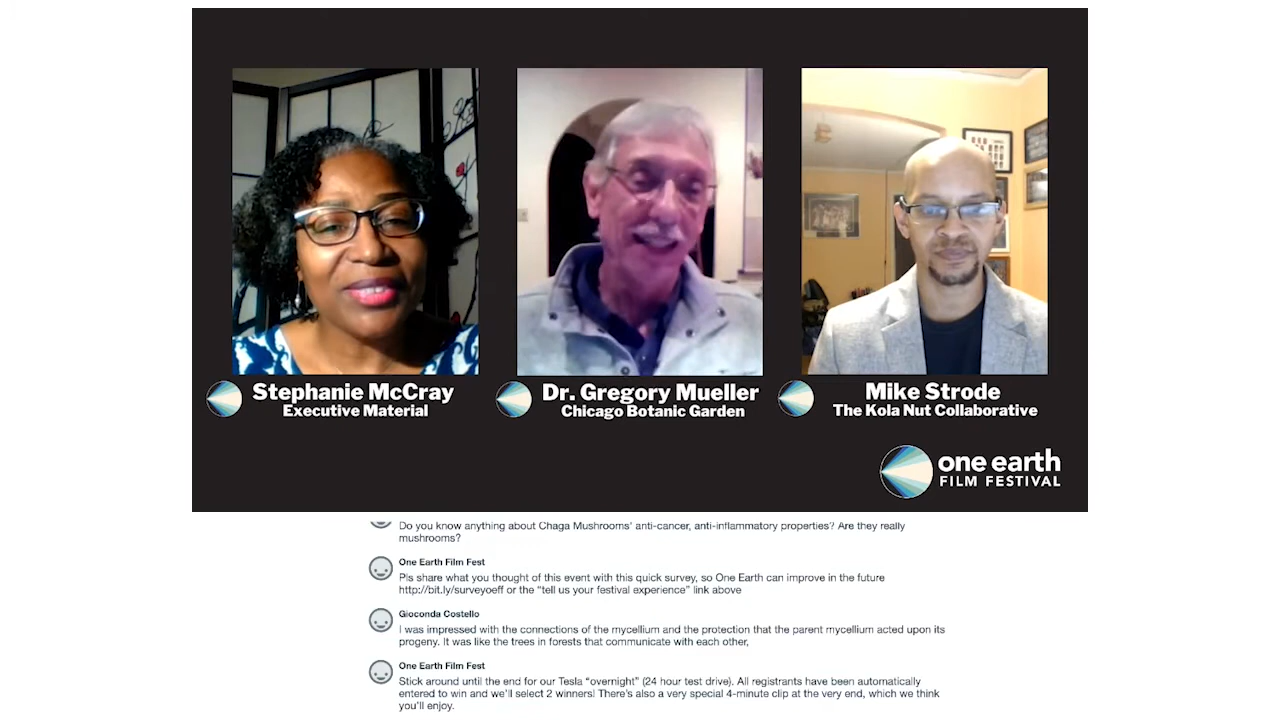 Stephanie McCray
Executive Material
Dr. Gregory Mueller
Chicago Botanic Garden
Mike Strode
The Kola Nut Collaborative
one earth
FILM FESTIVAL
Do you know anything about Chaga Mushrooms' anti-cancer, anti-inflammatory properties? Are they really
mushrooms?
One Earth Film Fest
Pls share what you thought of this event with this quick survey, so One Earth can improve in the future
http://bit.ly/surveyoeff or the “tell us your festival experience” link above
Gioconda Costello
I was impressed with the connections of the mycellium and the protection that the parent mycellium acted upon its
progeny. It was like the trees in forests that communicate with each other,
One Earth Film Fest
Stick around until the end for our Tesla “overnight” (24 hour test drive). All registrants have been automatically
entered to win and we’ll select 2 winners! There’s also a very special 4-minute clip at the very end, which we think
you’ll enjoy.